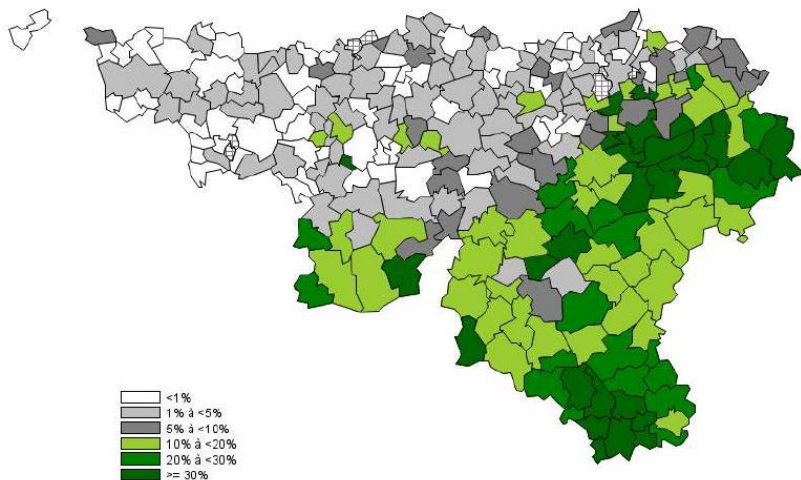 <1%
1% à <5%
5% à <10%
10% à <20%
20% à <30%
>= 30%